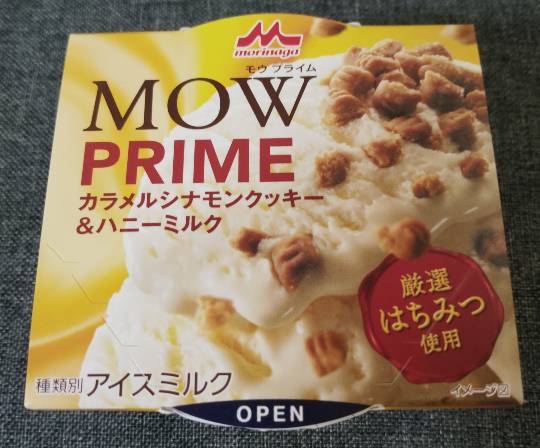 morinaga
モウ プライム
MOW
PRIME
カラメルシナモンクッキー
&ハニーミルク
厳選
はちみつ
使用
種類別 アイスミルク
イメージ図
OPEN